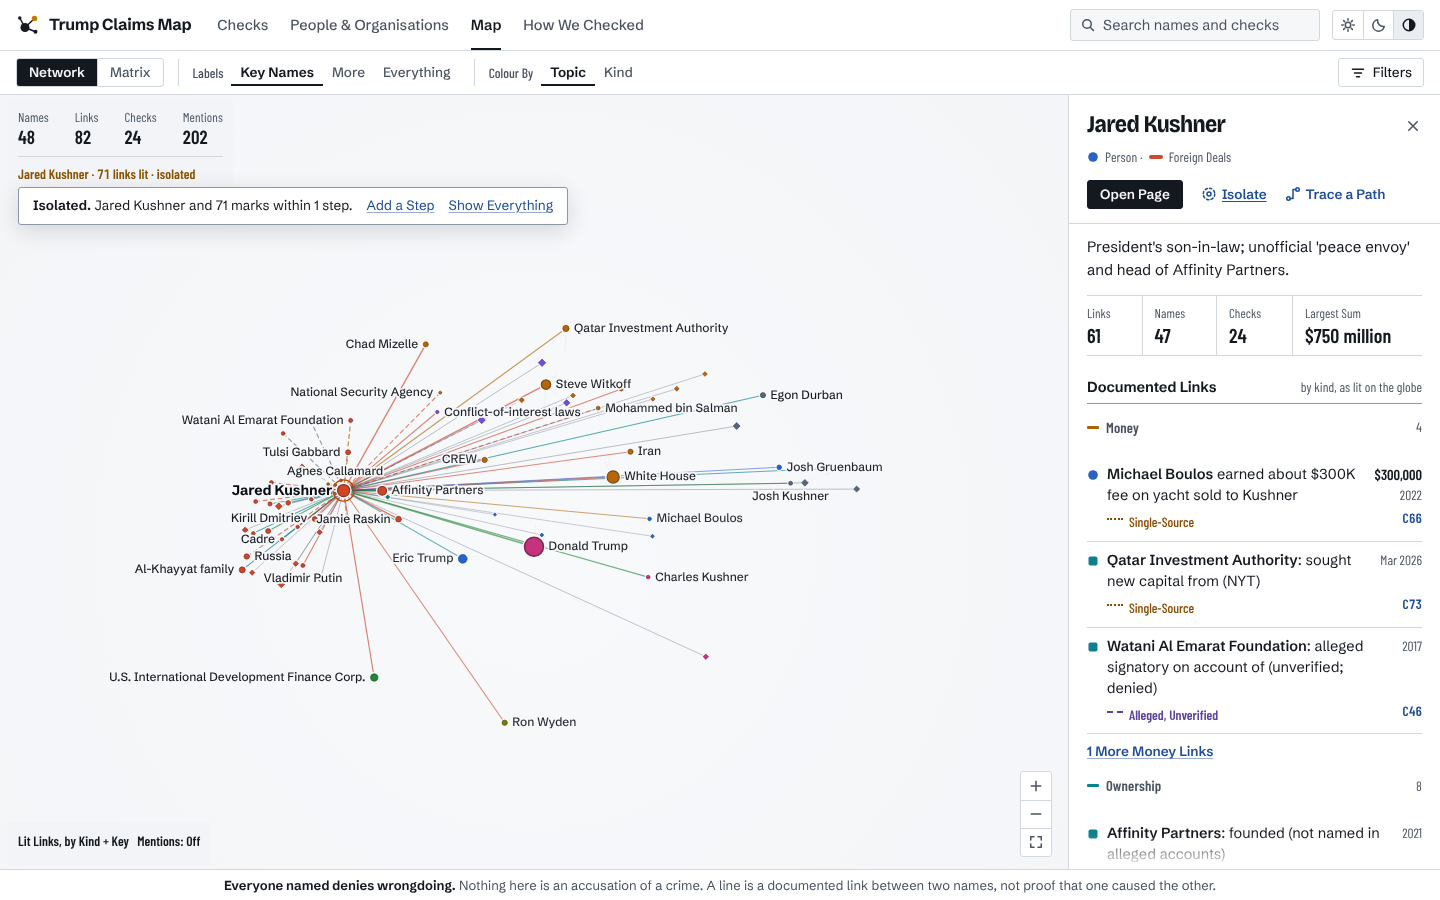 Trump Claims Map
Checks
People & Organisations
Map
How We Checked
Search names and checks
Network
Matrix
Labels
Key Names
More
Everything
Colour By
Topic
Kind
Filters
Names
Links
Checks
Mentions
48
82
24
202
Jared Kushner · 71 links lit · isolated
Isolated. Jared Kushner and 71 marks within 1 step.
Add a Step
Show Everything
Qatar Investment Authority
Chad Mizelle
Steve Witkoff
National Security Agency
Egon Durban
Conflict-of-interest laws
Mohammed bin Salman
Watani Al Emarat Foundation
Tulsi Gabbard
Iran
CREW
Agnes Callamard
Josh Gruenbaum
White House
Jared Kushner
Affinity Partners
Josh Kushner
Kirill Dmitriev
Jamie Raskin
Michael Boulos
Cadre
Donald Trump
Russia
Eric Trump
Al-Khayyat family
Vladimir Putin
Charles Kushner
U.S. International Development Finance Corp.
Ron Wyden
Lit Links, by Kind + Key
Mentions: Off
Jared Kushner
Person ·
Foreign Deals
Open Page
Isolate
Trace a Path
President's son-in-law; unofficial 'peace envoy'
and head of Affinity Partners.
Links
Names
Checks
Largest Sum
61
47
24
$750 million
Documented Links
by kind, as lit on the globe
Money
4
Michael Boulos earned about $300K
$300,000
fee on yacht sold to Kushner
2022
Single-Source
C66
Qatar Investment Authority: sought
Mar 2026
new capital from (NYT)
Single-Source
C73
Watani Al Emarat Foundation: alleged
2017
signatory on account of (unverified;
denied)
Alleged, Unverified
C46
1 More Money Links
Ownership
8
Affinity Partners: founded (not named in
2021
alleged accounts)
Everyone named denies wrongdoing. Nothing here is an accusation of a crime. A line is a documented link between two names, not proof that one caused the other.